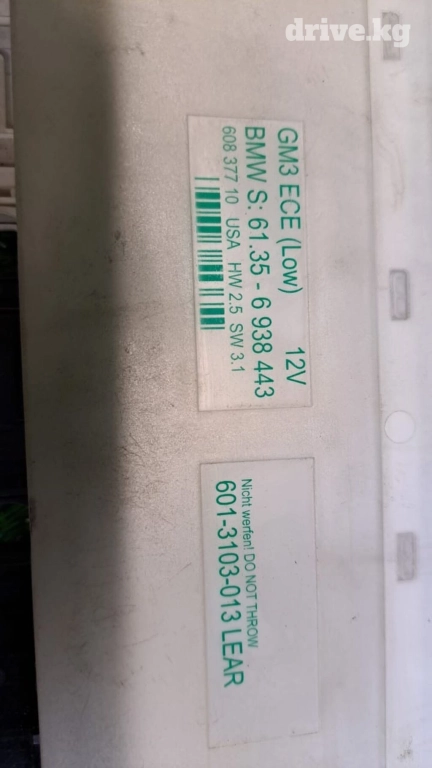 drive.kg
GM3 ECE (Low) 12V
BMW S: 61.35 - 6 938 443
608 377 10 USA HW 2.5 SW 3.1
Nicht werfen! DO NOT THROW
601-3103-013 LEAR